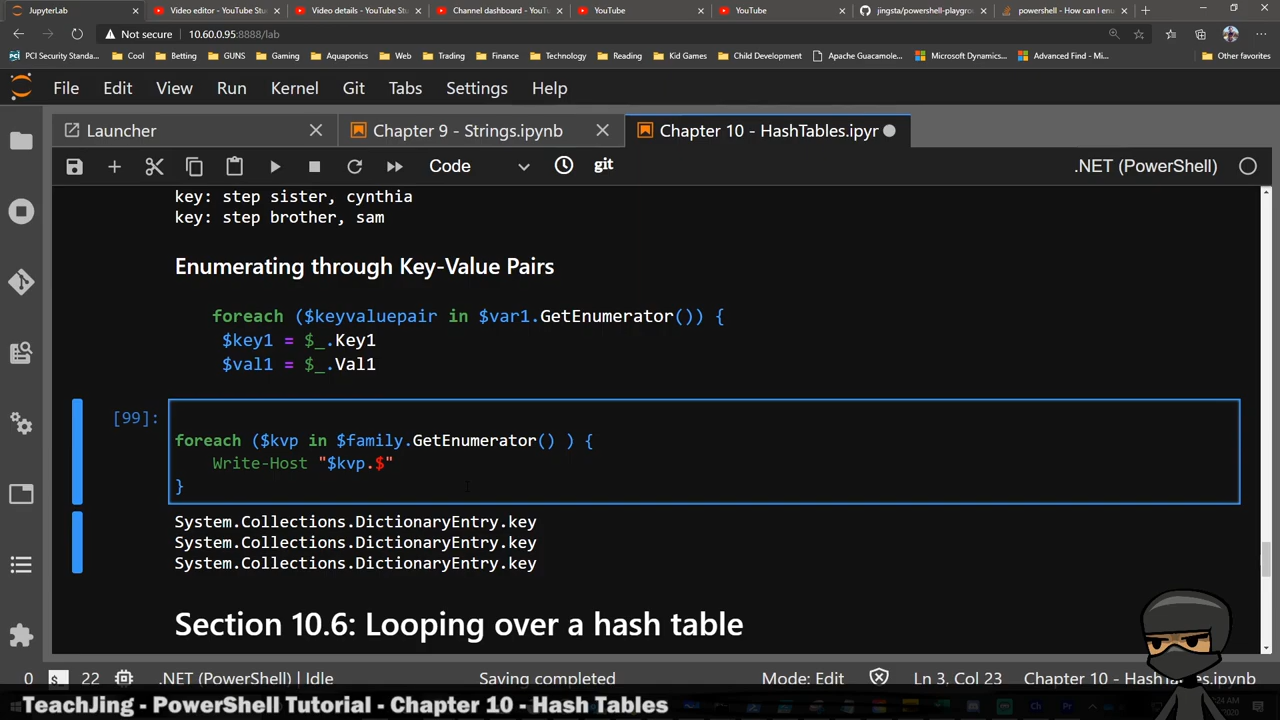 JupyterLab
Video editor - YouTube Stu
Video details - YouTube St
Channel dashboard - YouTu
YouTube
YouTube
jingsta/powershell-playgrou
powershell - How can I enu
Not secure
10.60.0.95:8888/lab
PCI Security Standa...
Cool
Betting
GUNS
Gaming
Aquaponics
Web
Trading
Finance
Technology
Reading
Kid Games
Child Development
Apache Guacamole...
Microsoft Dynamics...
Advanced Find - Mi...
Other favorites
File Edit View Run Kernel Git Tabs Settings Help
Launcher
Chapter 9 - Strings.ipynb
Chapter 10 - HashTables.ipyr
Code
git
.NET (PowerShell)
key: step sister, cynthia
key: step brother, sam
Enumerating through Key-Value Pairs
foreach ($keyvaluepair in $var1.GetEnumerator()) {
$key1 = $_.Key1
$val1 = $_.Val1
[99]:
foreach ($kvp in $family.GetEnumerator() ) {
Write-Host "$kvp.$"
}
System.Collections.DictionaryEntry.key
System.Collections.DictionaryEntry.key
System.Collections.DictionaryEntry.key
Section 10.6: Looping over a hash table
0
22
.NET (PowerShell) | Idle
Saving completed
Mode: Edit
Ln 3, Col 23
Chapter 10 - HashTables.ipynb
TeachJing - PowerShell Tutorial - Chapter 10 - Hash Tables